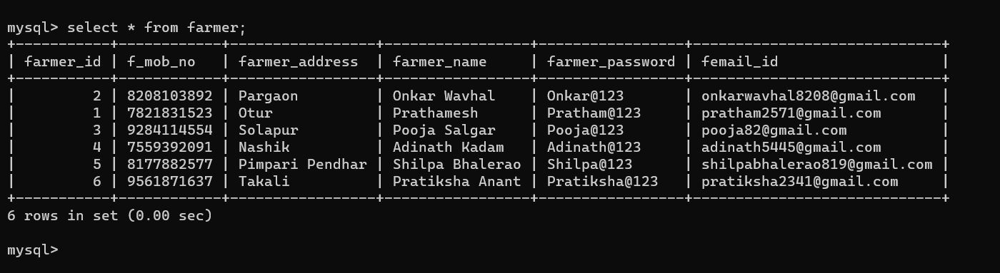 mysql> select * from farmer;
+-----------+------------+-----------------+-----------------+-----------------+-----------------------------+
| farmer_id | f_mob_no   | farmer_address  | farmer_name     | farmer_password | femail_id                   |
+-----------+------------+-----------------+-----------------+-----------------+-----------------------------+
|         2 | 8208103892 | Pargaon         | Onkar Wavhal    | Onkar@123       | onkarwavhal8208@gmail.com   |
|         1 | 7821831523 | Otur            | Prathamesh      | Pratham@123     | pratham2571@gmail.com       |
|         3 | 9284114554 | Solapur         | Pooja Salgar    | Pooja@123       | pooja82@gmail.com           |
|         4 | 7559392091 | Nashik          | Adinath Kadam   | Adinath@123     | adinath5445@gmail.com       |
|         5 | 8177882577 | Pimpari Pendhar | Shilpa Bhalerao | Shilpa@123      | shilpabhalerao819@gmail.com |
|         6 | 9561871637 | Takali          | Pratiksha Anant | Pratiksha@123   | pratiksha2341@gmail.com     |
+-----------+------------+-----------------+-----------------+-----------------+-----------------------------+
6 rows in set (0.00 sec)
mysql>